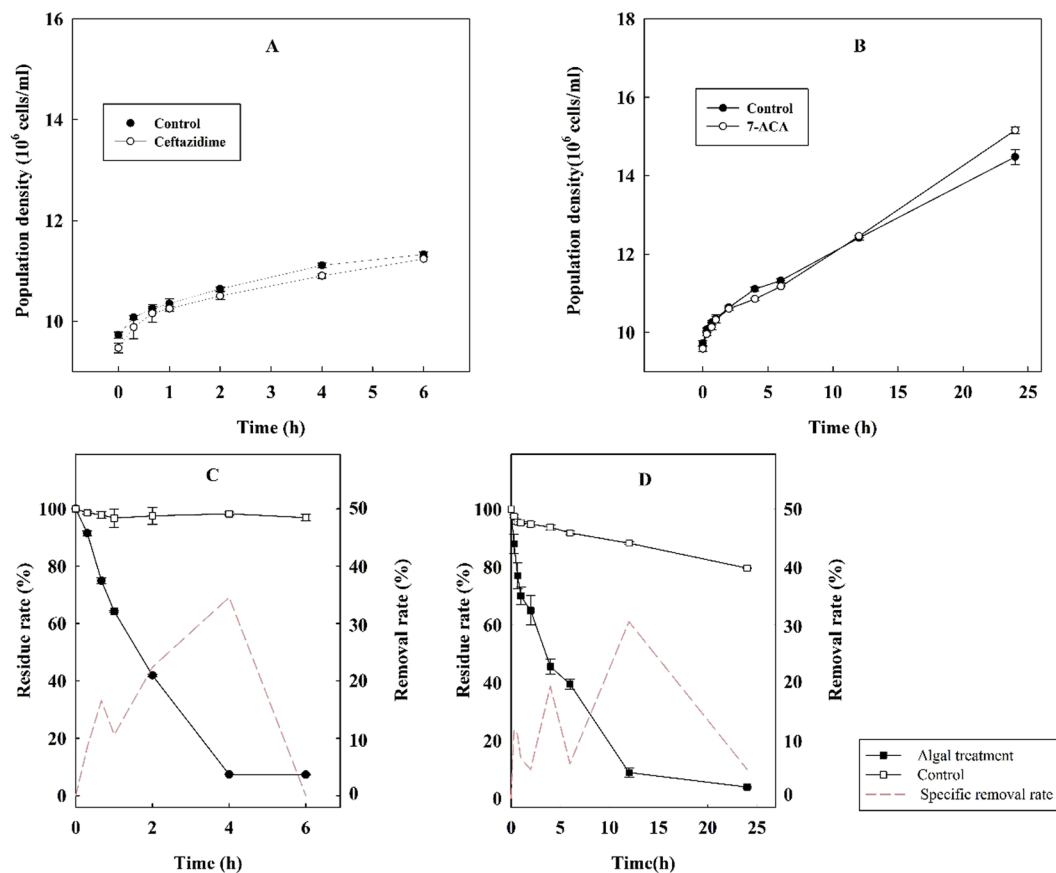 A
Population density (10^6 cells/ml)
16
14
12
10
Control
Ceftazidime
0 1 2 3 4 5 6
Time (h)
B
Population density(10^6 cells/ml)
18
16
14
12
10
Control
7-ACA
0 5 10 15 20 25
Time (h)
C
Residue rate (%)
100
80
60
40
20
0
50
40
30
20
10
0
Removal rate (%)
0 2 4 6
Time (h)
D
Residue rate (%)
100
80
60
40
20
0
50
40
30
20
10
0
Removal rate (%)
0 5 10 15 20 25
Time(h)
Algal treatment
Control
Specific removal rate